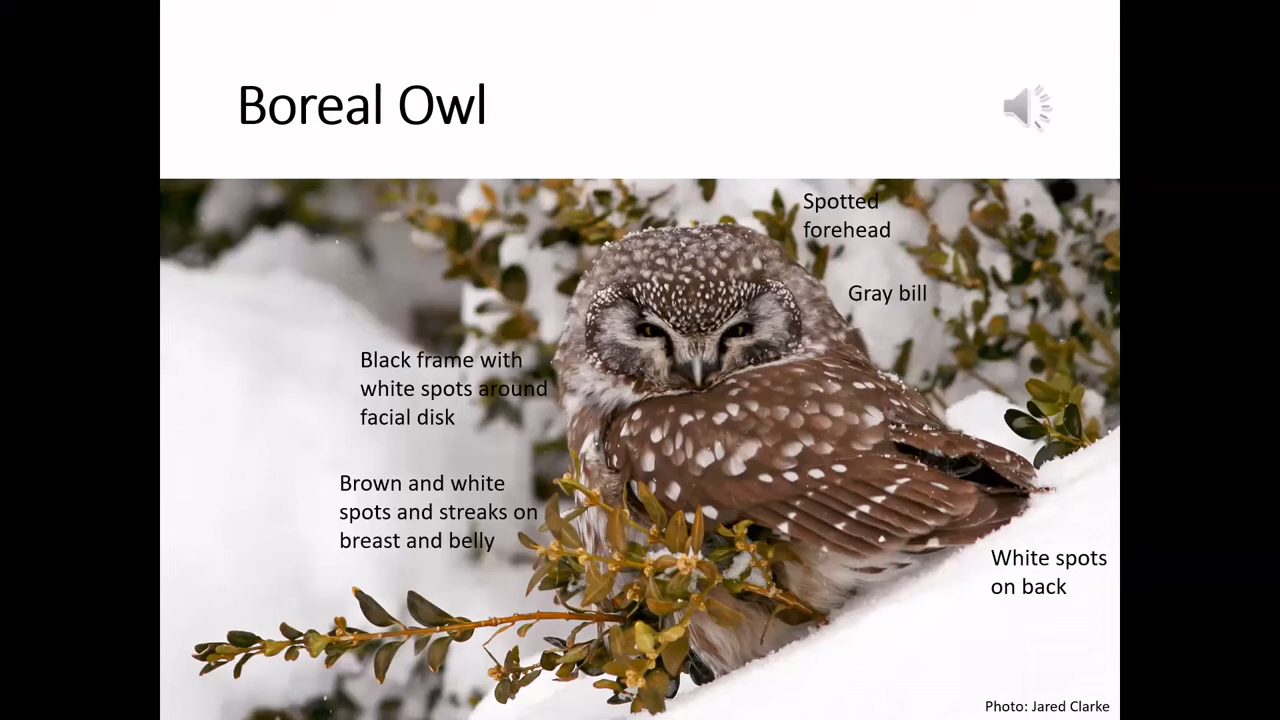 Boreal Owl
Spotted
forehead
Gray bill
Black frame with
white spots around
facial disk
Brown and white
spots and streaks on
breast and belly
White spots
on back
Photo: Jared Clarke